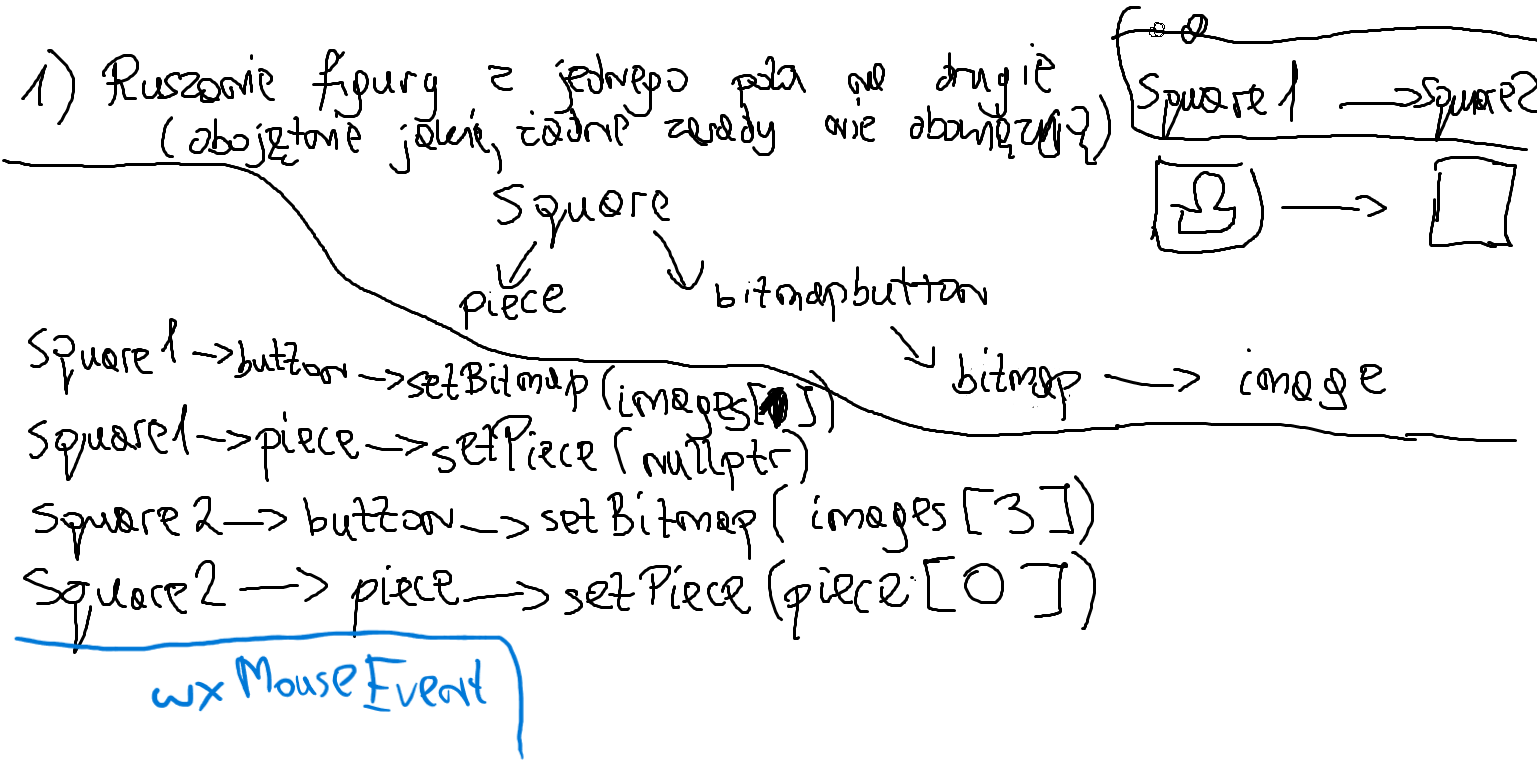 1) Ruszanie figury z jednego pola na drugie
(obojętnie jakie, żadne zasady nie obowiązują)
Square1 → Square2
Square
piece
bitmapbutton
bitmap → image
Square1 → button → setBitmap(images[0])
Square1 → piece → setPiece(nullptr)
Square2 → button → setBitmap(images[3])
Square2 → piece → setPiece(piece[0])
wxMouseEvent